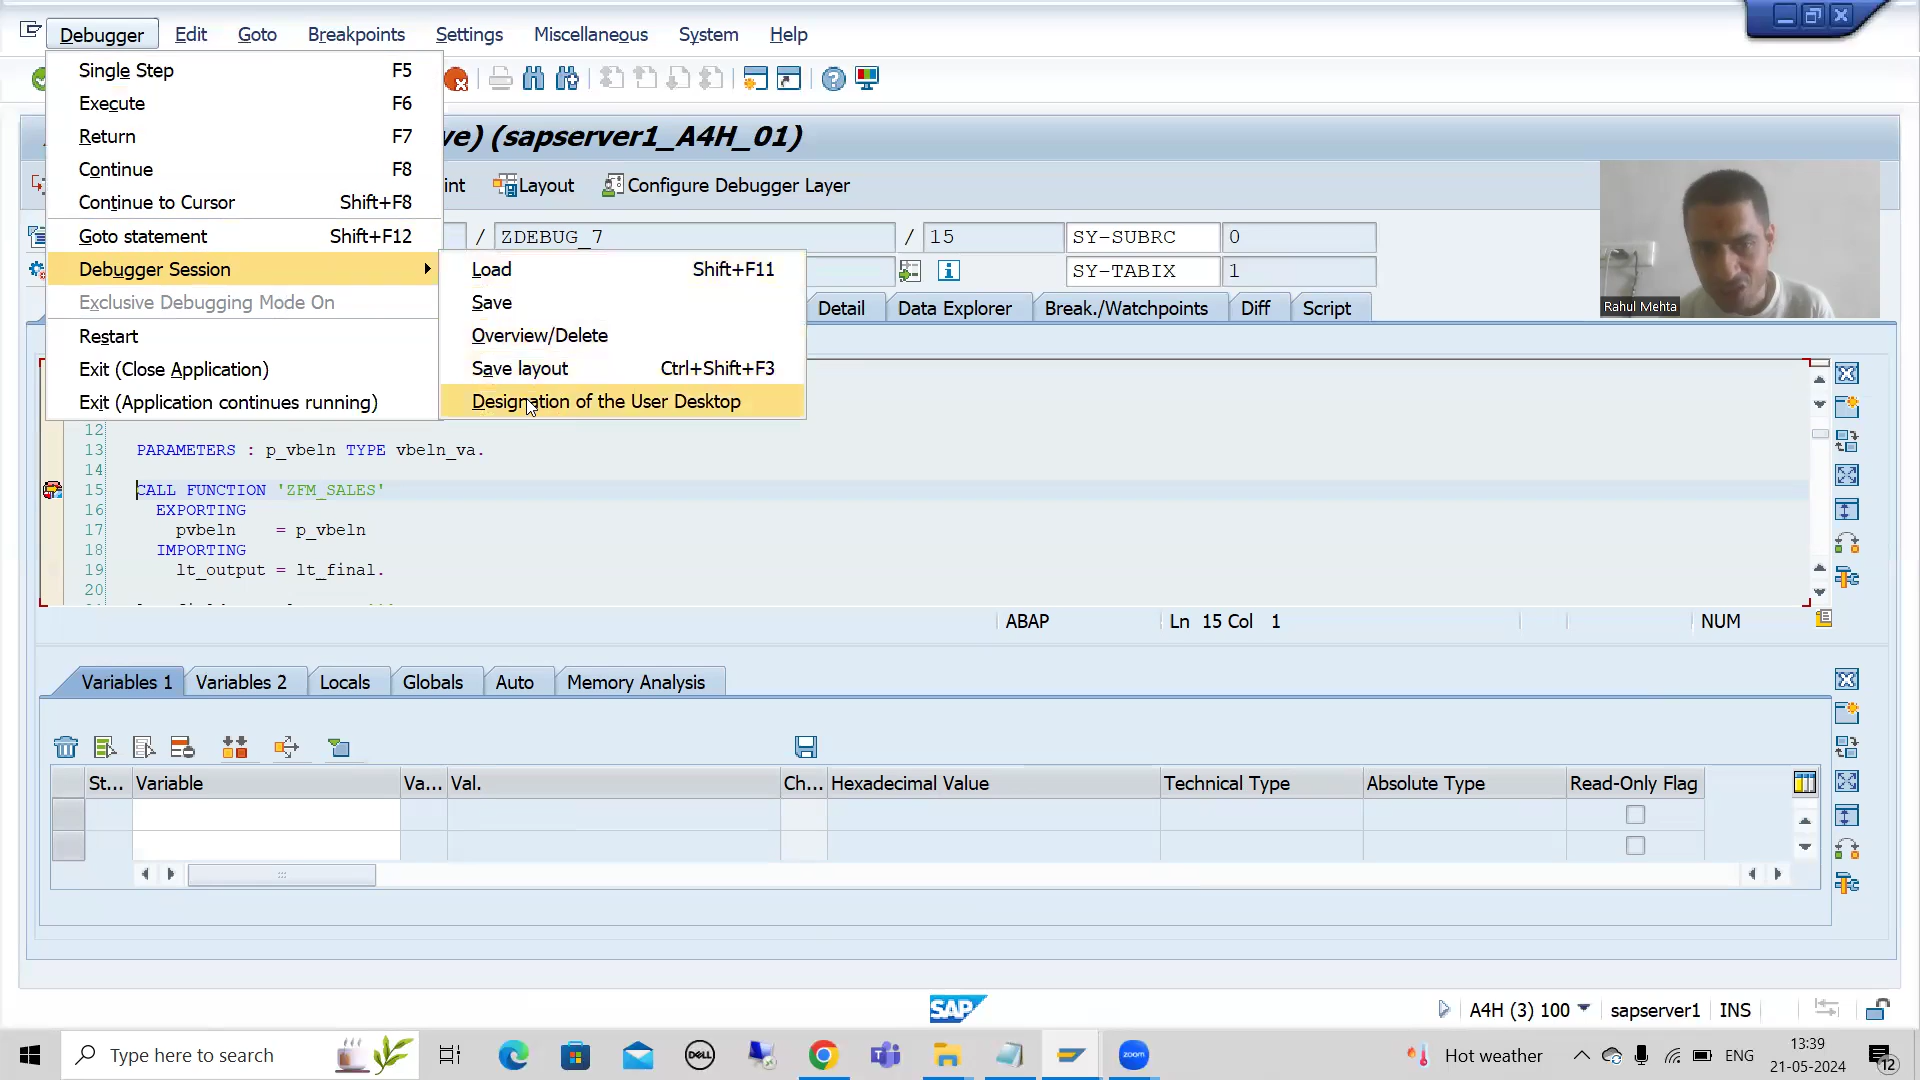 Debugger Edit Goto Breakpoints Settings Miscellaneous System Help
Single Step F5
Execute F6
Return F7
Continue F8
Continue to Cursor Shift+F8
Goto statement Shift+F12
Debugger Session
Exclusive Debugging Mode On
Restart
Exit (Close Application)
Exit (Application continues running)
Load Shift+F11
Save
Overview/Delete
Save layout Ctrl+Shift+F3
Designation of the User Desktop
ve) (sapserver1_A4H_01)
int Layout Configure Debugger Layer
/ ZDEBUG_7 / 15 SY-SUBRC 0
SY-TABIX 1
Detail Data Explorer Break./Watchpoints Diff Script
Rahul Mehta
12
13 PARAMETERS : p_vbeln TYPE vbeln_va.
14
15 CALL FUNCTION 'ZFM_SALES'
16 EXPORTING
17 pvbeln = p_vbeln
18 IMPORTING
19 lt_output = lt_final.
20
ABAP Ln 15 Col 1 NUM
Variables 1 Variables 2 Locals Globals Auto Memory Analysis
St... Variable Va... Val. Ch... Hexadecimal Value Technical Type Absolute Type Read-Only Flag
SAP A4H (3) 100 sapserver1 INS
Type here to search DELL zoom Hot weather ENG 13:39
21-05-2024 12